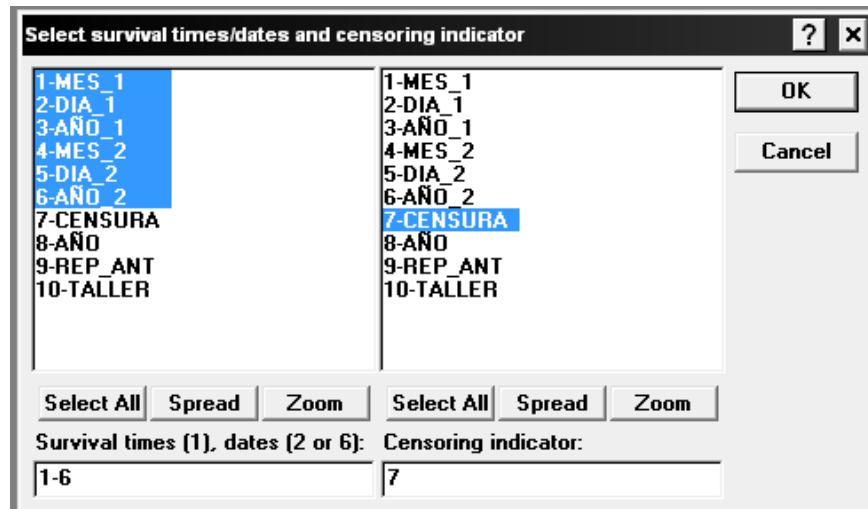 Select survival times/dates and censoring indicator ? ×
1-MES_1
2-DIA_1
3-AÑO_1
4-MES_2
5-DIA_2
6-AÑO_2
7-CENSURA
8-AÑO
9-REP_ANT
10-TALLER
1-MES_1
2-DIA_1
3-AÑO_1
4-MES_2
5-DIA_2
6-AÑO_2
7-CENSURA
8-AÑO
9-REP_ANT
10-TALLER
OK
Cancel
Select All Spread Zoom Select All Spread Zoom
Survival times (1), dates (2 or 6): Censoring indicator:
1-6 7